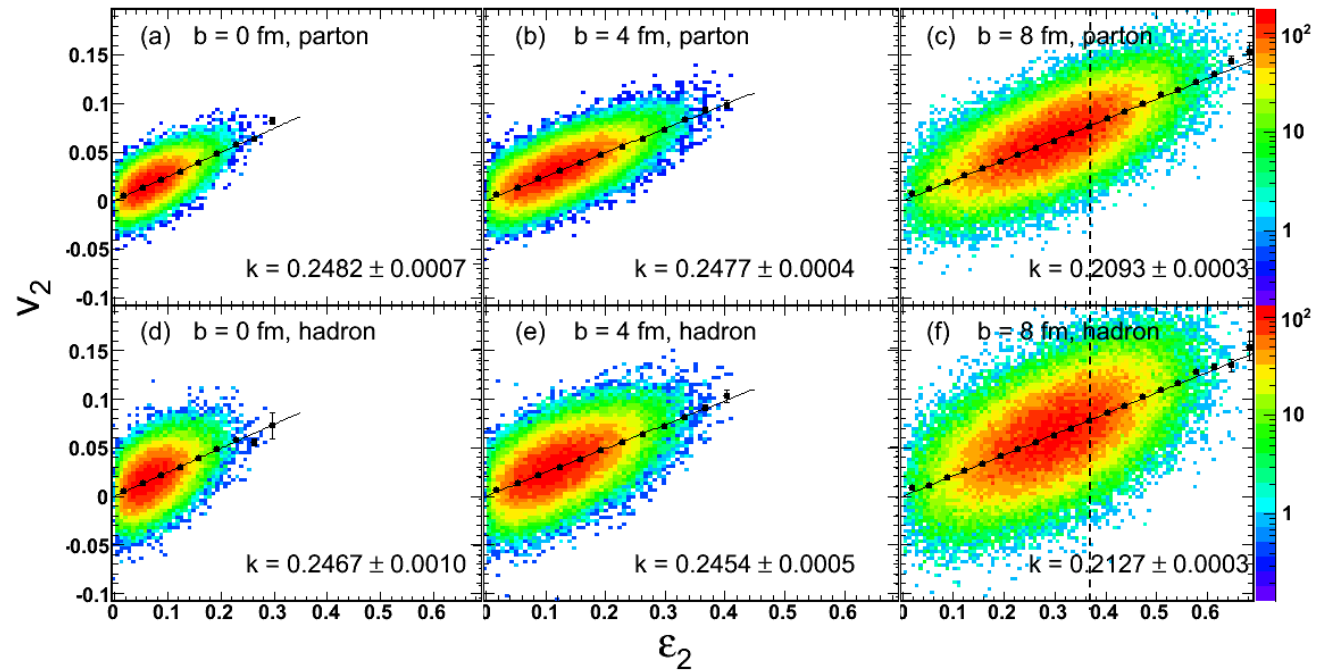 (a) b = 0 fm, parton
(b) b = 4 fm, parton
(c) b = 8 fm, parton
0.15
0.1
0.05
0
-0.05
-0.1
k = 0.2482 ± 0.0007
k = 0.2477 ± 0.0004
k = 0.2093 ± 0.0003
10²
10
1
v₂
(d) b = 0 fm, hadron
(e) b = 4 fm, hadron
(f) b = 8 fm, hadron
0.15
0.1
0.05
0
-0.05
-0.1
k = 0.2467 ± 0.0010
k = 0.2454 ± 0.0005
k = 0.2127 ± 0.0003
10²
10
1
0 0.1 0.2 0.3 0.4 0.5 0.6
0 0.1 0.2 0.3 0.4 0.5 0.6
0 0.1 0.2 0.3 0.4 0.5 0.6
ε₂